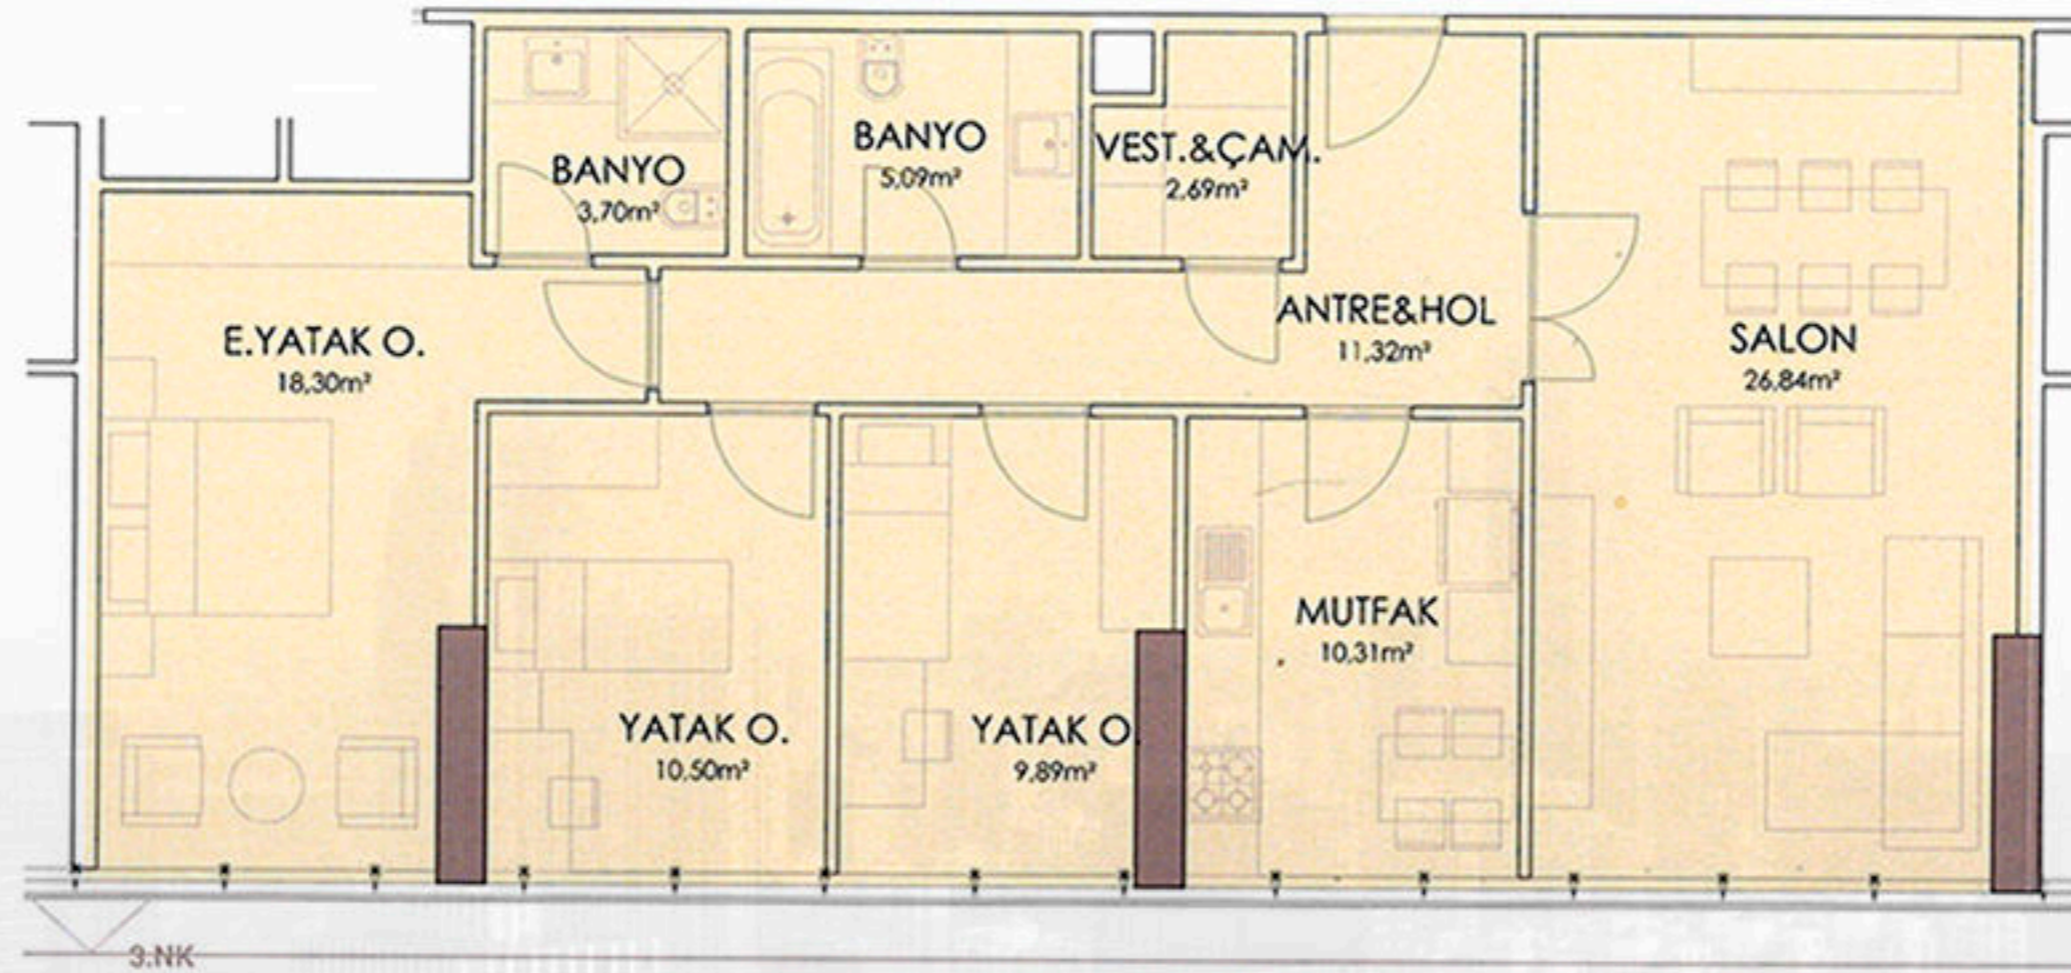 BANYO
3,70m²
BANYO
5,09m²
VEST.&ÇAM.
2,69m²
ANTRE&HOL
11,32m²
SALON
26,84m²
E.YATAK O.
18,30m²
YATAK O.
10,50m²
YATAK O.
9,89m²
MUTFAK
10,31m²
3.NK